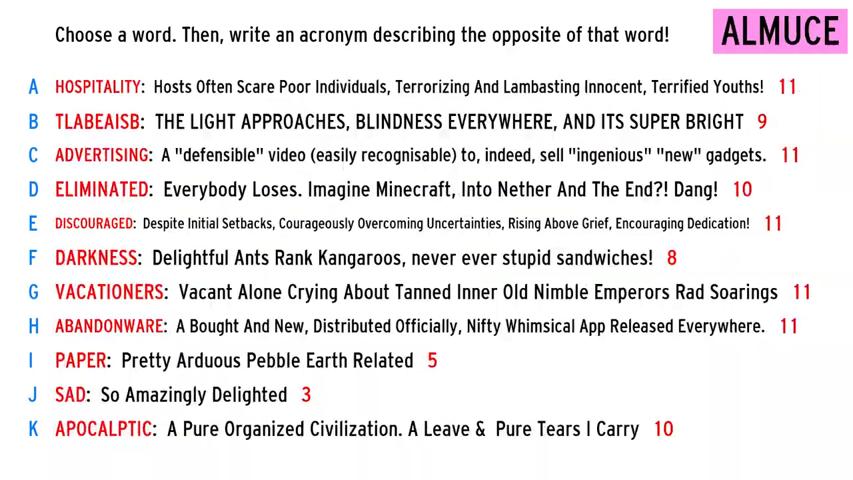 Choose a word. Then, write an acronym describing the opposite of that word!
ALMUCE
A HOSPITALITY: Hosts Often Scare Poor Individuals, Terrorizing And Lambasting Innocent, Terrified Youths! 11
B TLABEAISB: THE LIGHT APPROACHES, BLINDNESS EVERYWHERE, AND ITS SUPER BRIGHT 9
C ADVERTISING: A "defensible" video (easily recognisable) to, indeed, sell "ingenious" "new" gadgets. 11
D ELIMINATED: Everybody Loses. Imagine Minecraft, Into Nether And The End?! Dang! 10
E DISCOURAGED: Despite Initial Setbacks, Courageously Overcoming Uncertainties, Rising Above Grief, Encouraging Dedication! 11
F DARKNESS: Delightful Ants Rank Kangaroos, never ever stupid sandwiches! 8
G VACATIONERS: Vacant Alone Crying About Tanned Inner Old Nimble Emperors Rad Soarings 11
H ABANDONWARE: A Bought And New, Distributed Officially, Nifty Whimsical App Released Everywhere. 11
I PAPER: Pretty Arduous Pebble Earth Related 5
J SAD: So Amazingly Delighted 3
K APOCALPTIC: A Pure Organized Civilization. A Leave & Pure Tears I Carry 10